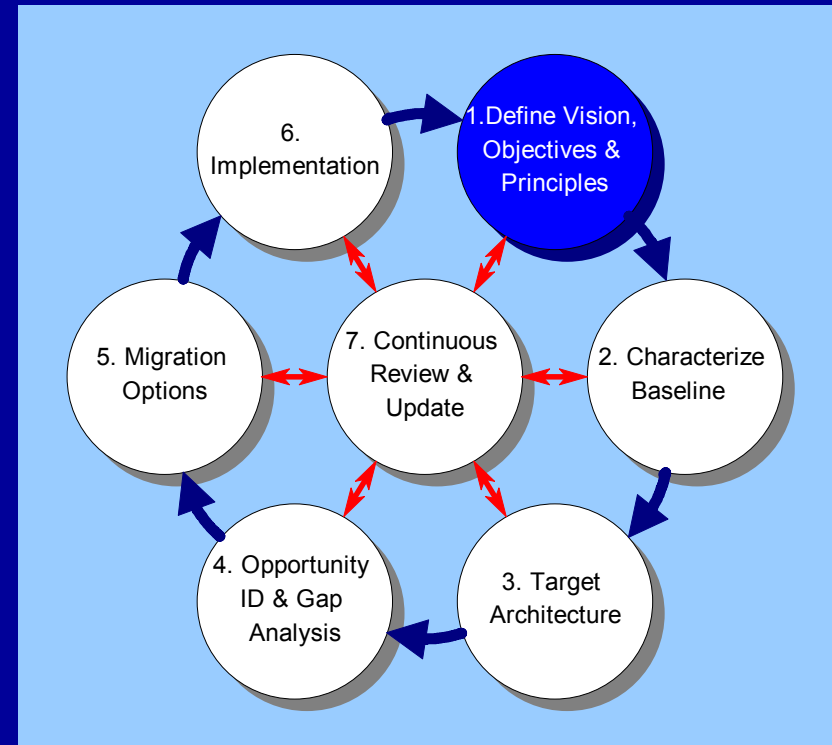 1.Define Vision,
Objectives &
Principles
2. Characterize
Baseline
3. Target
Architecture
4. Opportunity
ID & Gap
Analysis
5. Migration
Options
6.
Implementation
7. Continuous
Review &
Update